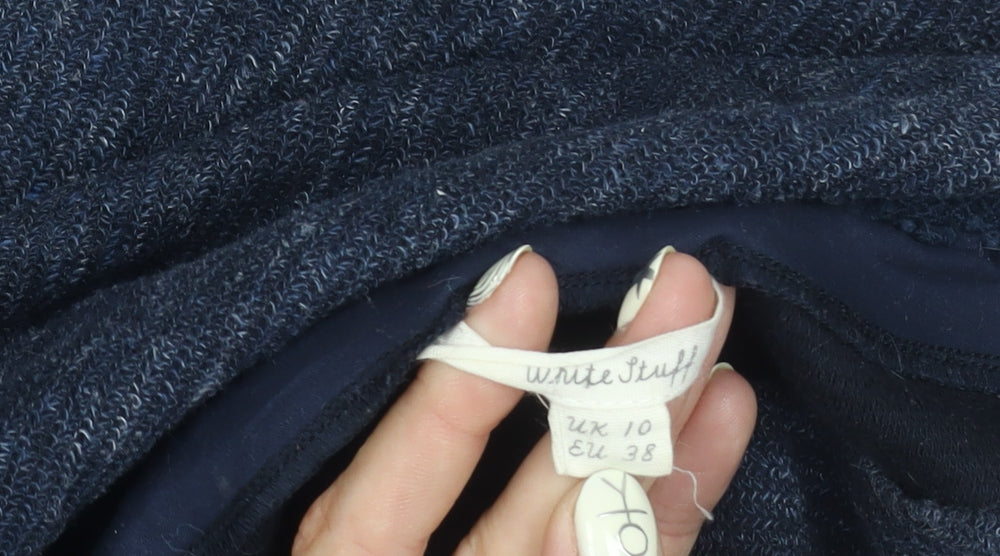 White Stuff
UK 10
EU 38